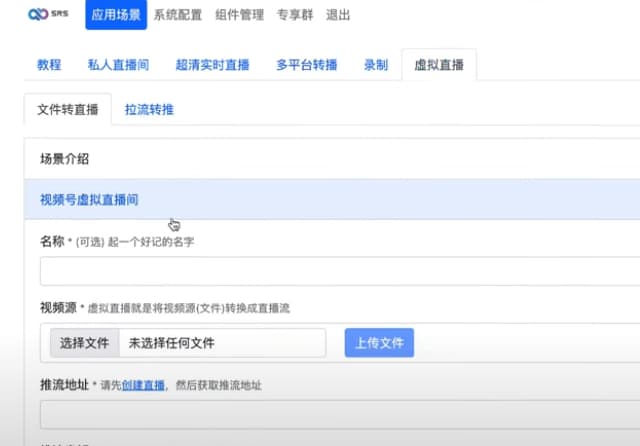 SRS 应用场景 系统配置 组件管理 专享群 退出
教程 私人直播间 超清实时直播 多平台转播 录制 虚拟直播
文件转直播 拉流转推
场景介绍
视频号虚拟直播间
名称 * (可选) 起一个好记的名字
视频源 * 虚拟直播就是将视频源(文件)转换成直播流
选择文件 未选择任何文件 上传文件
推流地址 * 请先创建直播，然后获取推流地址